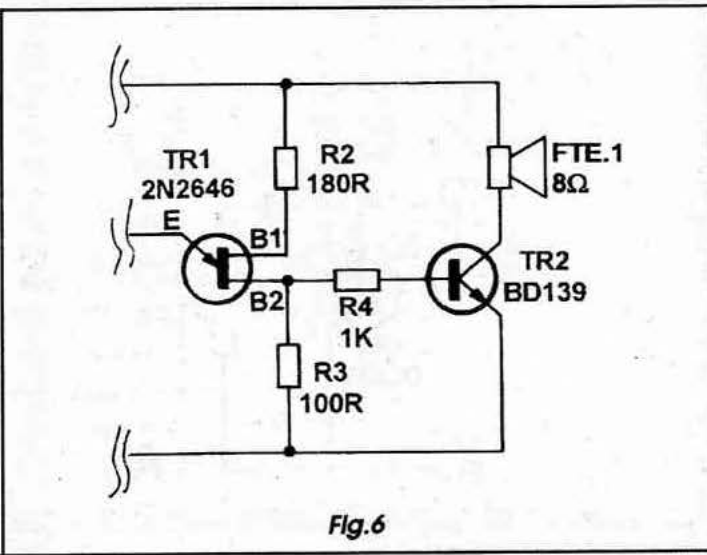 TR1
2N2646
E
B1
B2
R2
180R
FTE.1
8Ω
TR2
BD139
R4
1K
R3
100R
Fig.6